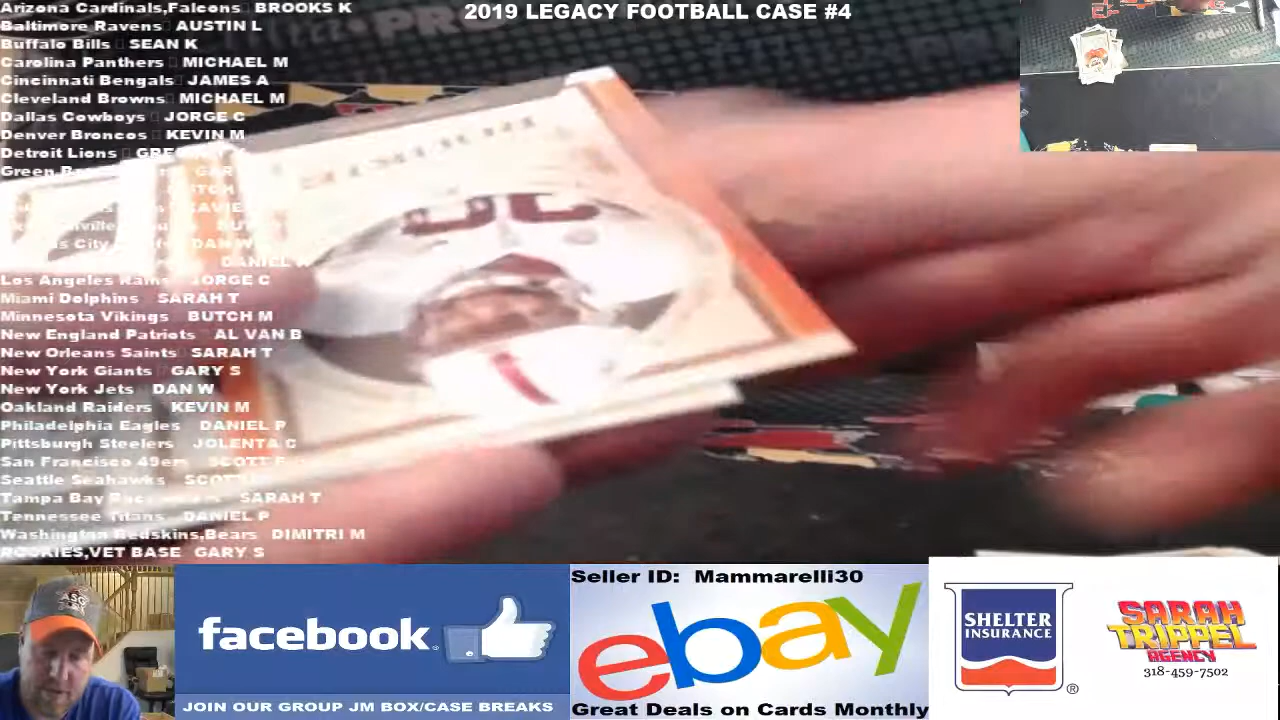 2019 LEGACY FOOTBALL CASE #4
Arizona Cardinals,Falcons BROOKS K
Baltimore Ravens AUSTIN L
Buffalo Bills SEAN K
Carolina Panthers MICHAEL M
Cincinnati Bengals JAMES A
Cleveland Browns MICHAEL M
Dallas Cowboys JORGE C
Denver Broncos KEVIN M
Detroit Lions
Green
City DAN W
DANIEL
Los Angeles Rams JORGE C
Miami Dolphins SARAH T
Minnesota Vikings BUTCH M
New England Patriots AL VAN B
New Orleans Saints SARAH T
New York Giants GARY S
New York Jets DAN W
Oakland Raiders KEVIN M
Philadelphia Eagles DANIEL P
Pittsburgh Steelers JOLENTA C
San Francisco 49ers SCOTT
Seattle Seahawks
Tampa Bay SARAH T
Tennessee Titans DANIEL P
Washington Redskins,Bears DIMITRI M
ROOKIES,VET BASE GARY S
facebook
JOIN OUR GROUP JM BOX/CASE BREAKS
Seller ID: Mammarelli30
ebay
Great Deals on Cards Monthly
SHELTER
INSURANCE
®
SARAH
TRIPPEL
AGENCY
318-459-7502